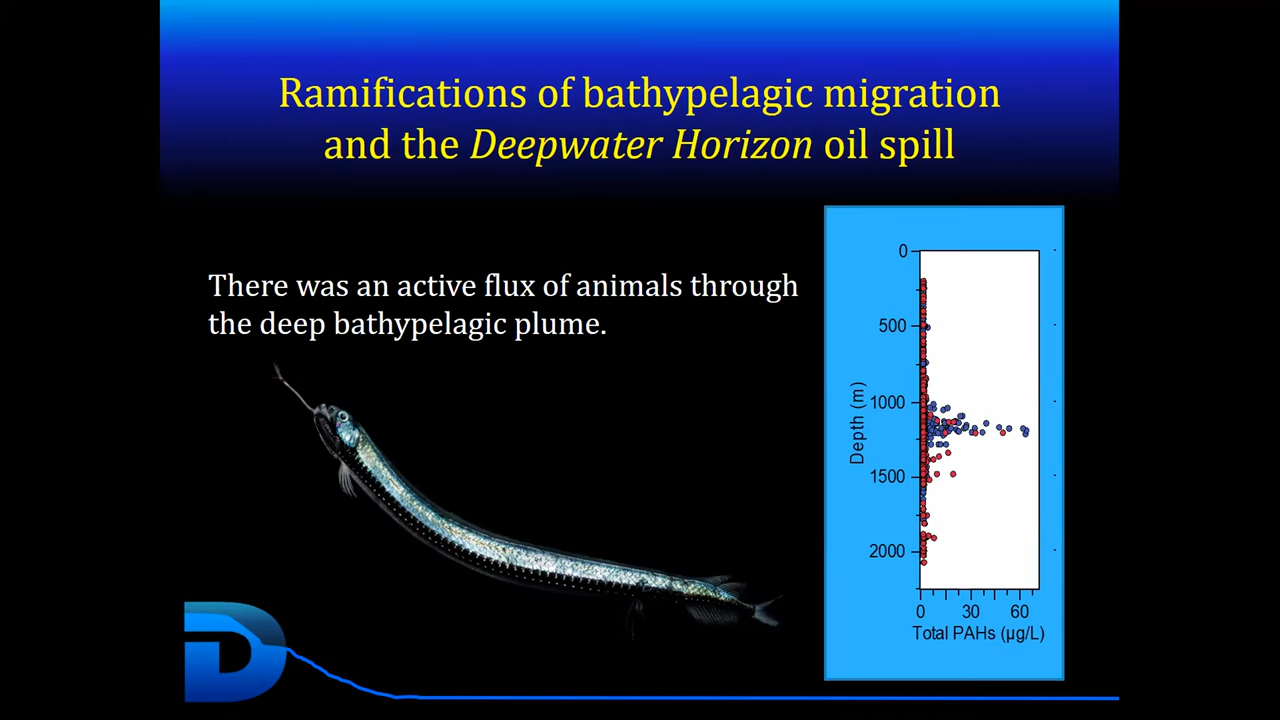 Ramifications of bathypelagic migration
and the Deepwater Horizon oil spill
There was an active flux of animals through
the deep bathypelagic plume.
0
500
1000
1500
2000
Depth (m)
0 30 60
Total PAHs (µg/L)
D